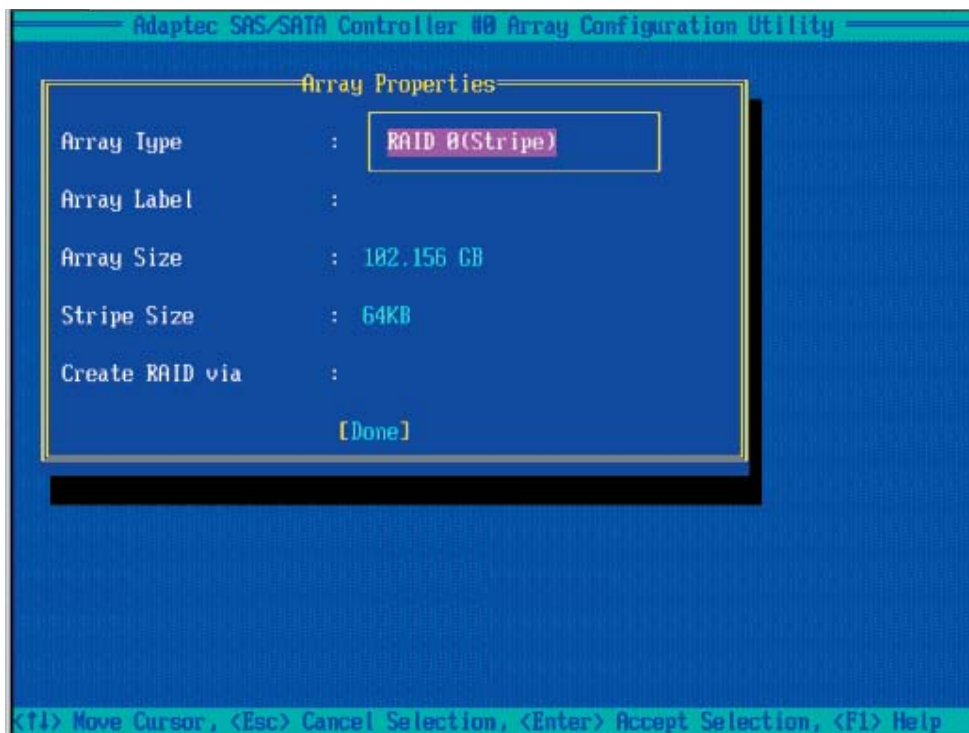 Adaptec SAS/SATA Controller #0 Array Configuration Utility
Array Properties
Array Type : RAID 0(Stripe)
Array Label :
Array Size : 102.156 GB
Stripe Size : 64KB
Create RAID via :
[Done]
<↑↓> Move Cursor, <Esc> Cancel Selection, <Enter> Accept Selection, <F1> Help